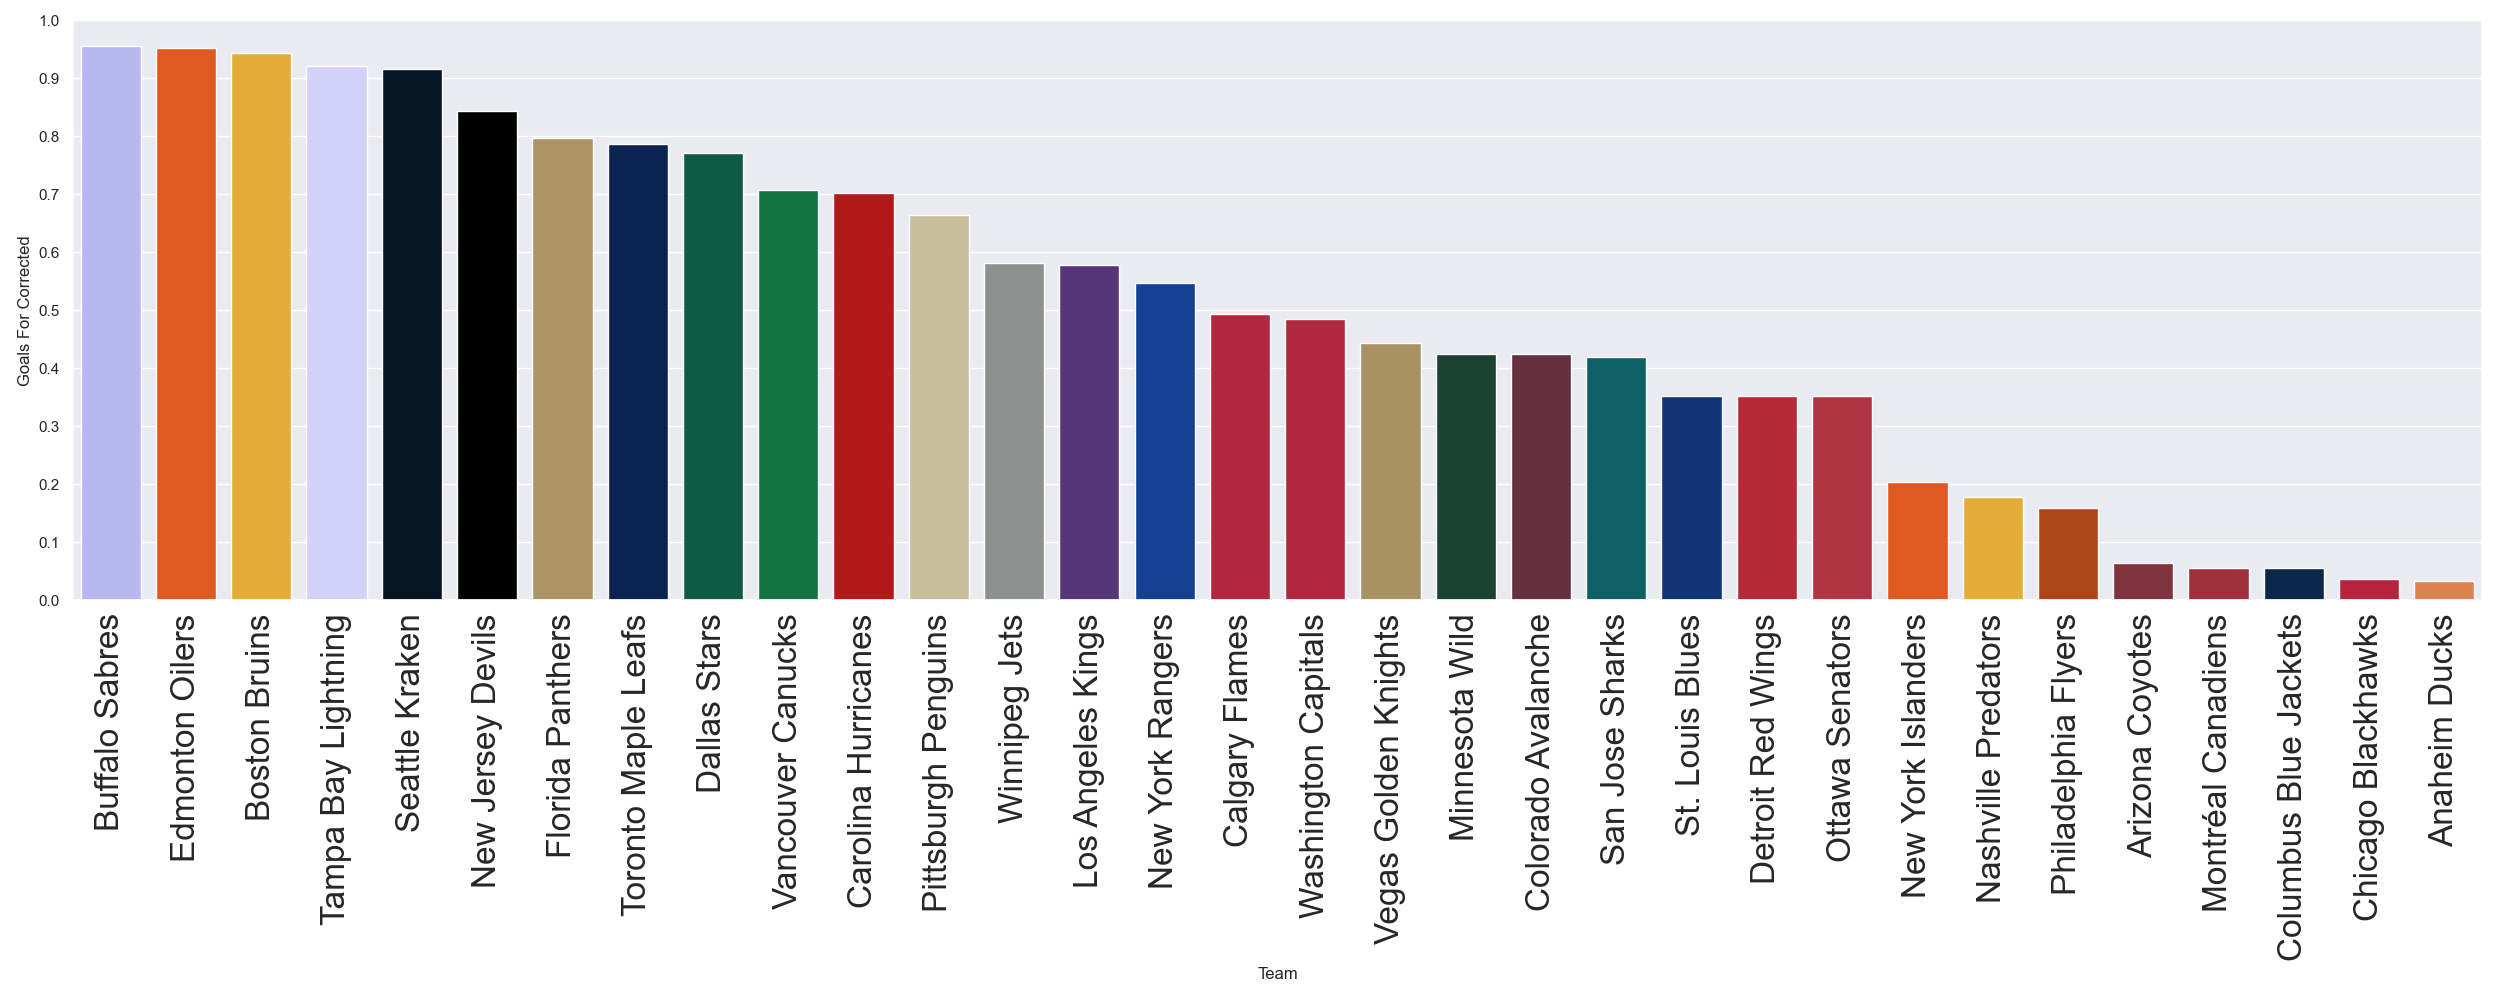 1.0
0.9
0.8
0.7
0.6
0.5
0.4
0.3
0.2
0.1
0.0
Goals For Corrected
Buffalo Sabres
Edmonton Oilers
Boston Bruins
Tampa Bay Lightning
Seattle Kraken
New Jersey Devils
Florida Panthers
Toronto Maple Leafs
Dallas Stars
Vancouver Canucks
Carolina Hurricanes
Pittsburgh Penguins
Winnipeg Jets
Los Angeles Kings
New York Rangers
Calgary Flames
Washington Capitals
Vegas Golden Knights
Minnesota Wild
Colorado Avalanche
San Jose Sharks
St. Louis Blues
Detroit Red Wings
Ottawa Senators
New York Islanders
Nashville Predators
Philadelphia Flyers
Arizona Coyotes
Montréal Canadiens
Columbus Blue Jackets
Chicago Blackhawks
Anaheim Ducks
Team